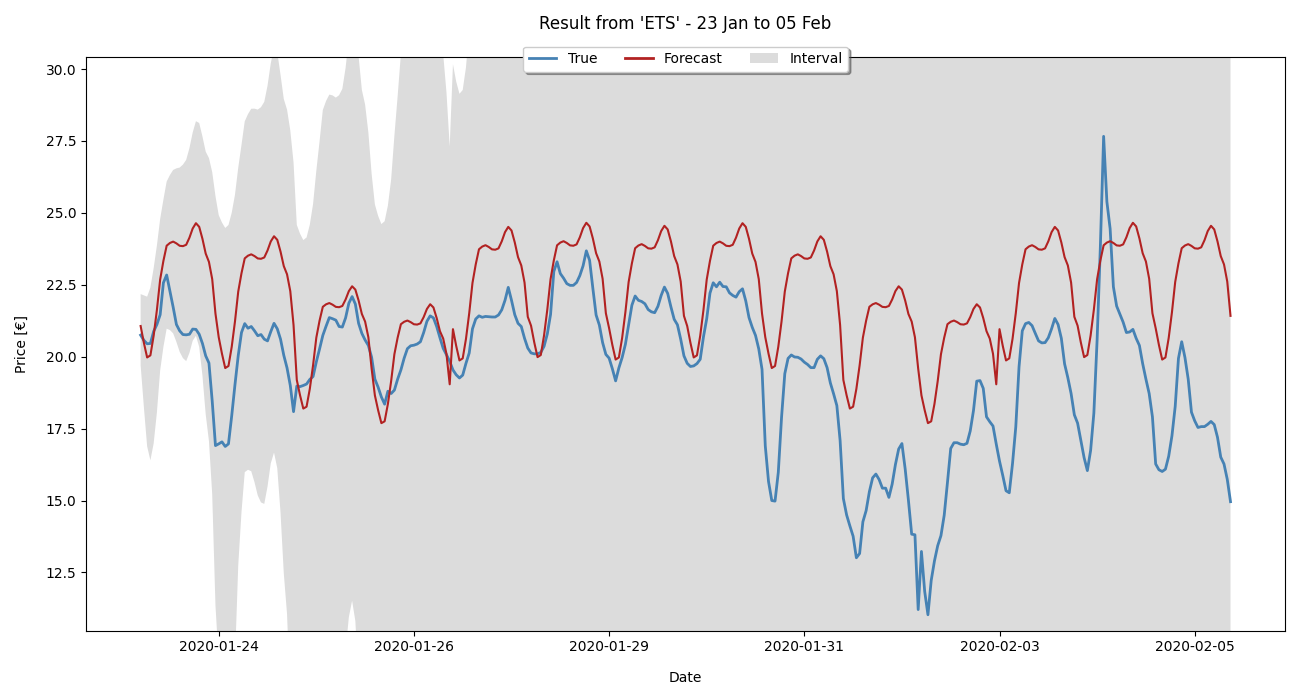 Result from 'ETS' - 23 Jan to 05 Feb
True Forecast Interval
30.0
27.5
25.0
22.5
20.0
17.5
15.0
12.5
Price [€]
2020-01-24 2020-01-26 2020-01-29 2020-01-31 2020-02-03 2020-02-05
Date